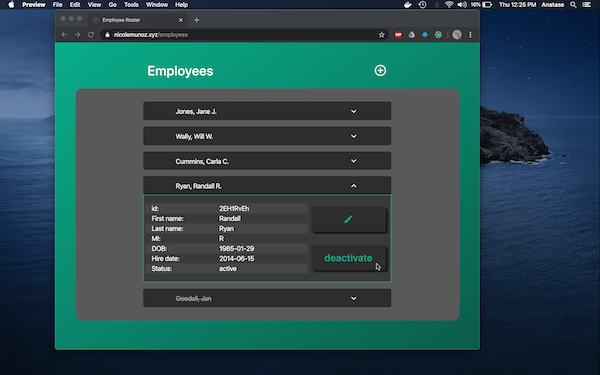 Preview File Edit View Go Tools Window Help 16% Thu 12:25 PM Anatase
Employee Roster
nicolemunoz.xyz/employees
Employees
Jones, Jane J.
Wally, Will W.
Cummins, Carla C.
Ryan, Randall R.
id: 2EH1RvEh
First name: Randall
Last name: Ryan
MI: R
DOB: 1985-01-29
Hire date: 2014-06-15
Status: active
deactivate
Goodall, Jan